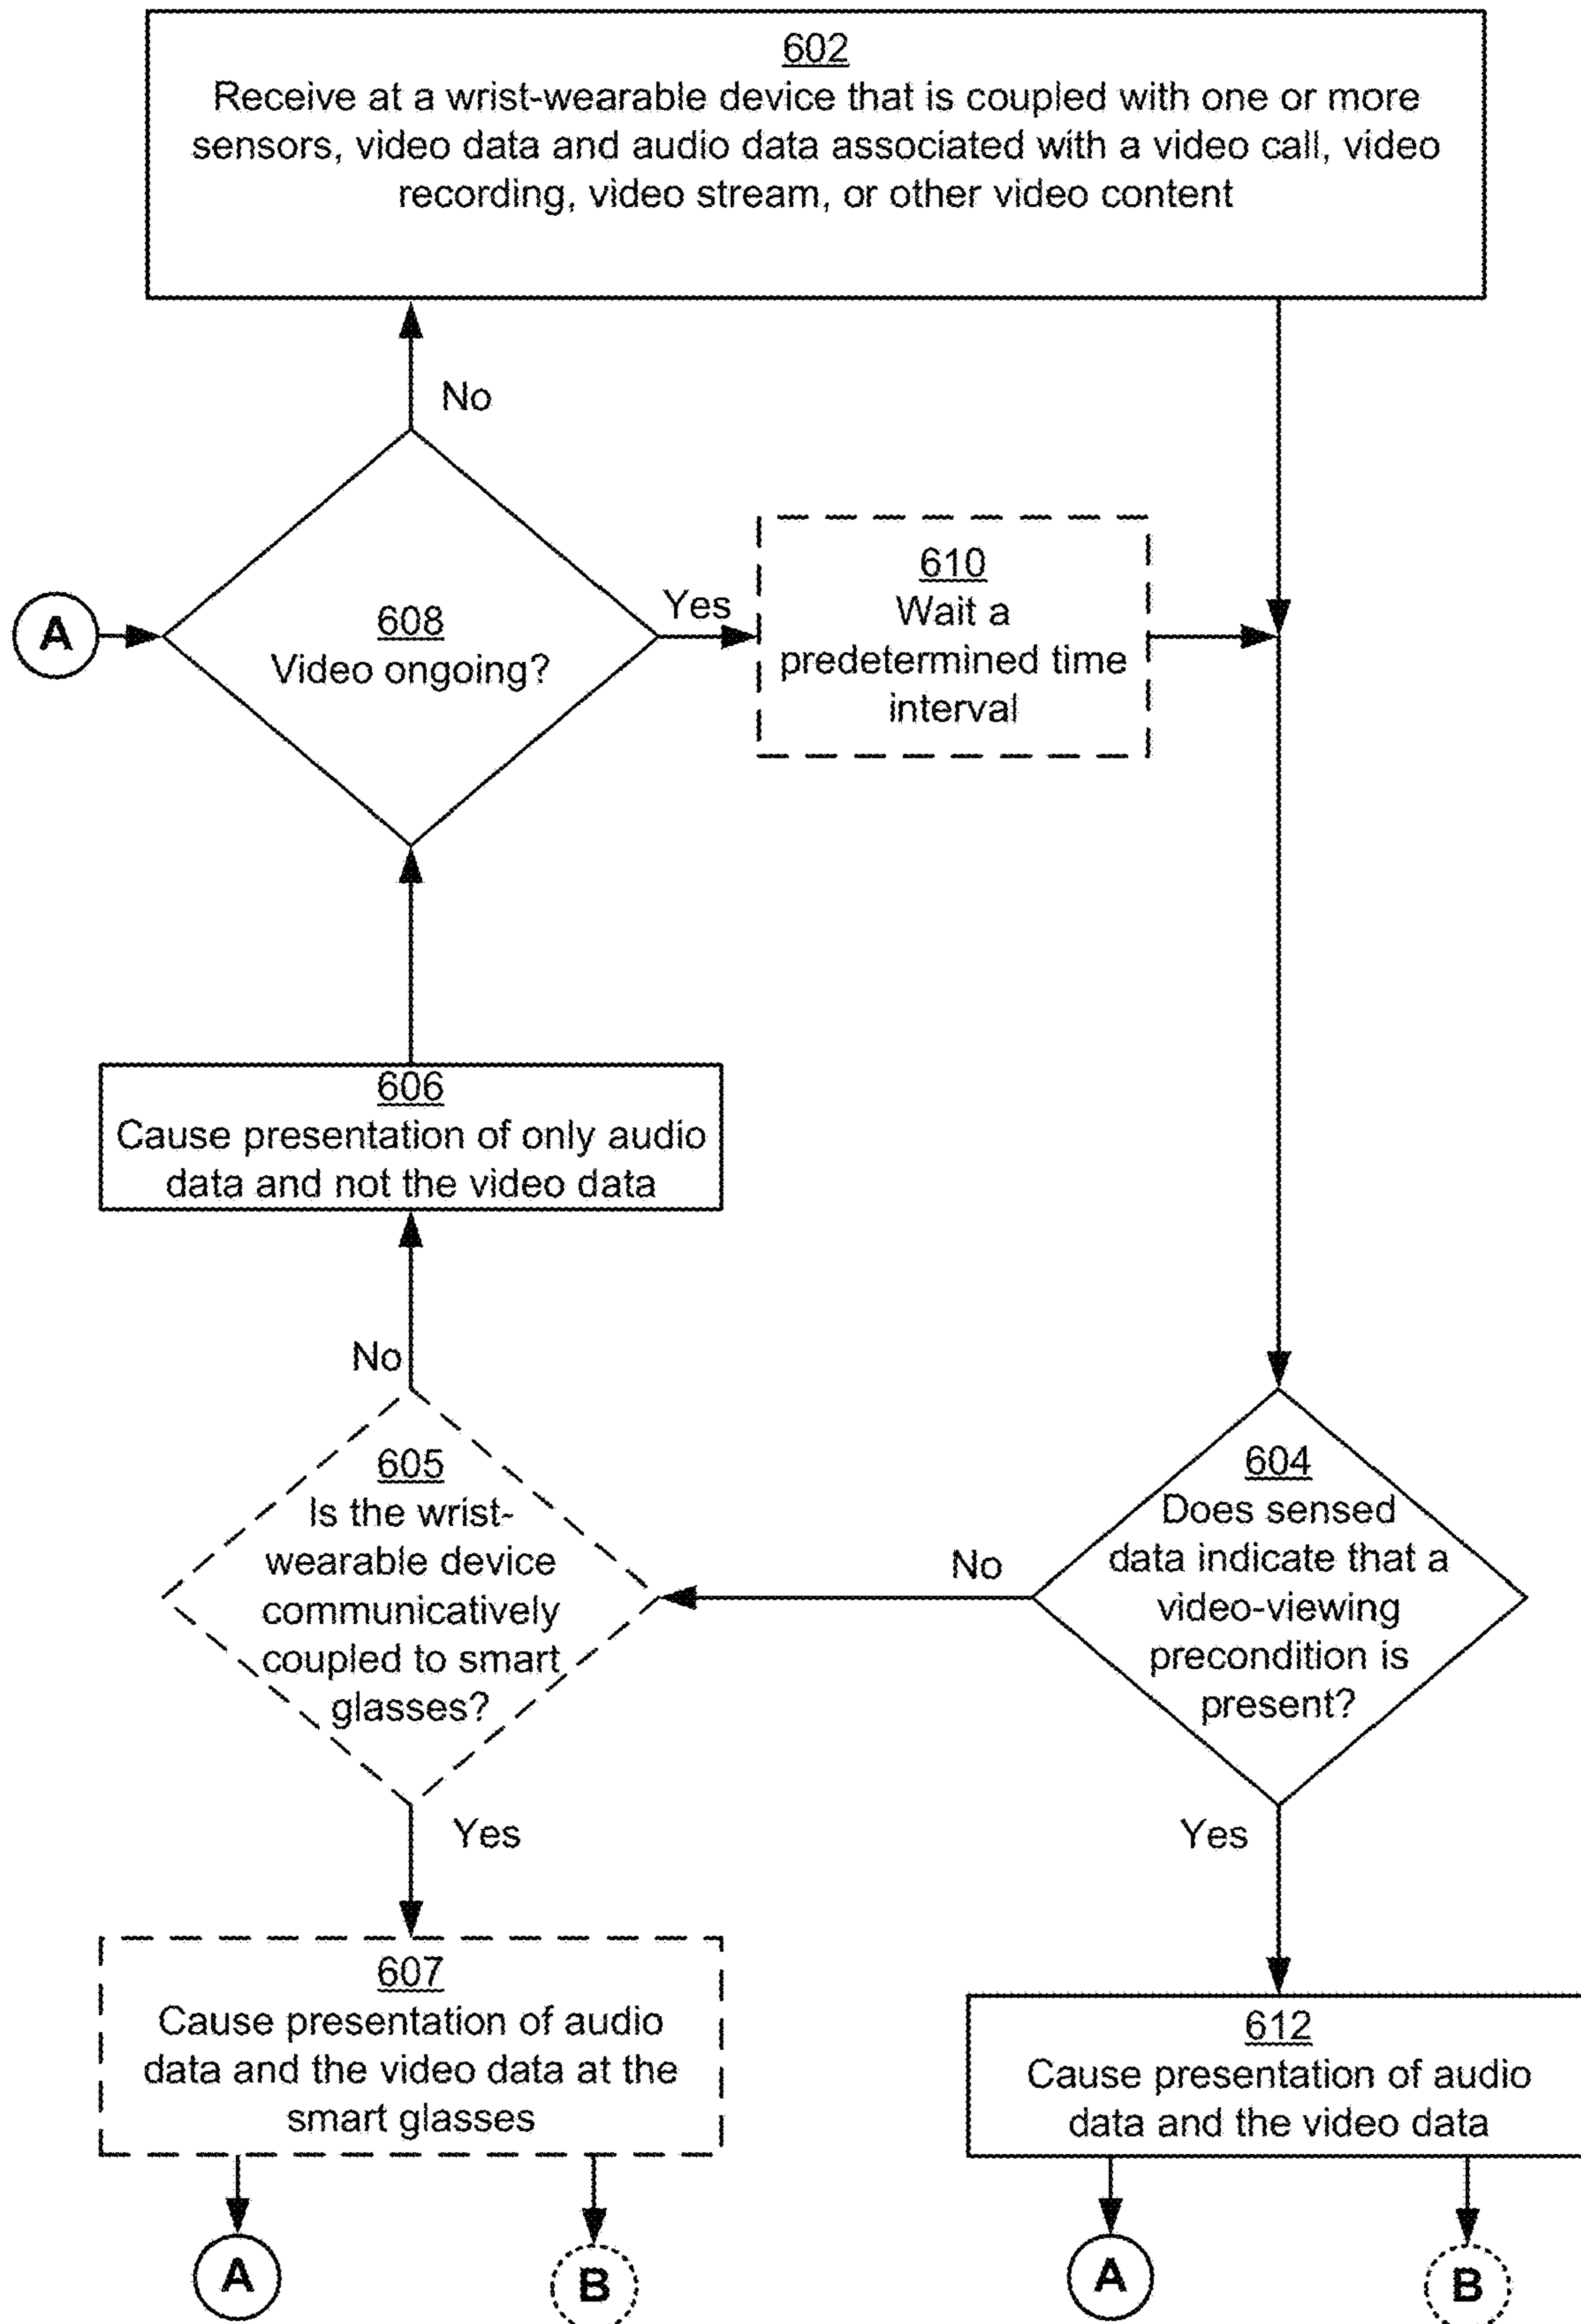 602
Receive at a wrist-wearable device that is coupled with one or more
sensors, video data and audio data associated with a video call, video
recording, video stream, or other video content
No
A
608
Video ongoing?
Yes
610
Wait a
predetermined time
interval
606
Cause presentation of only audio
data and not the video data
No
605
Is the wrist-
wearable device
communicatively
coupled to smart
glasses?
No
604
Does sensed
data indicate that a
video-viewing
precondition is
present?
Yes
Yes
607
Cause presentation of audio
data and the video data at the
smart glasses
612
Cause presentation of audio
data and the video data
A
B
A
B